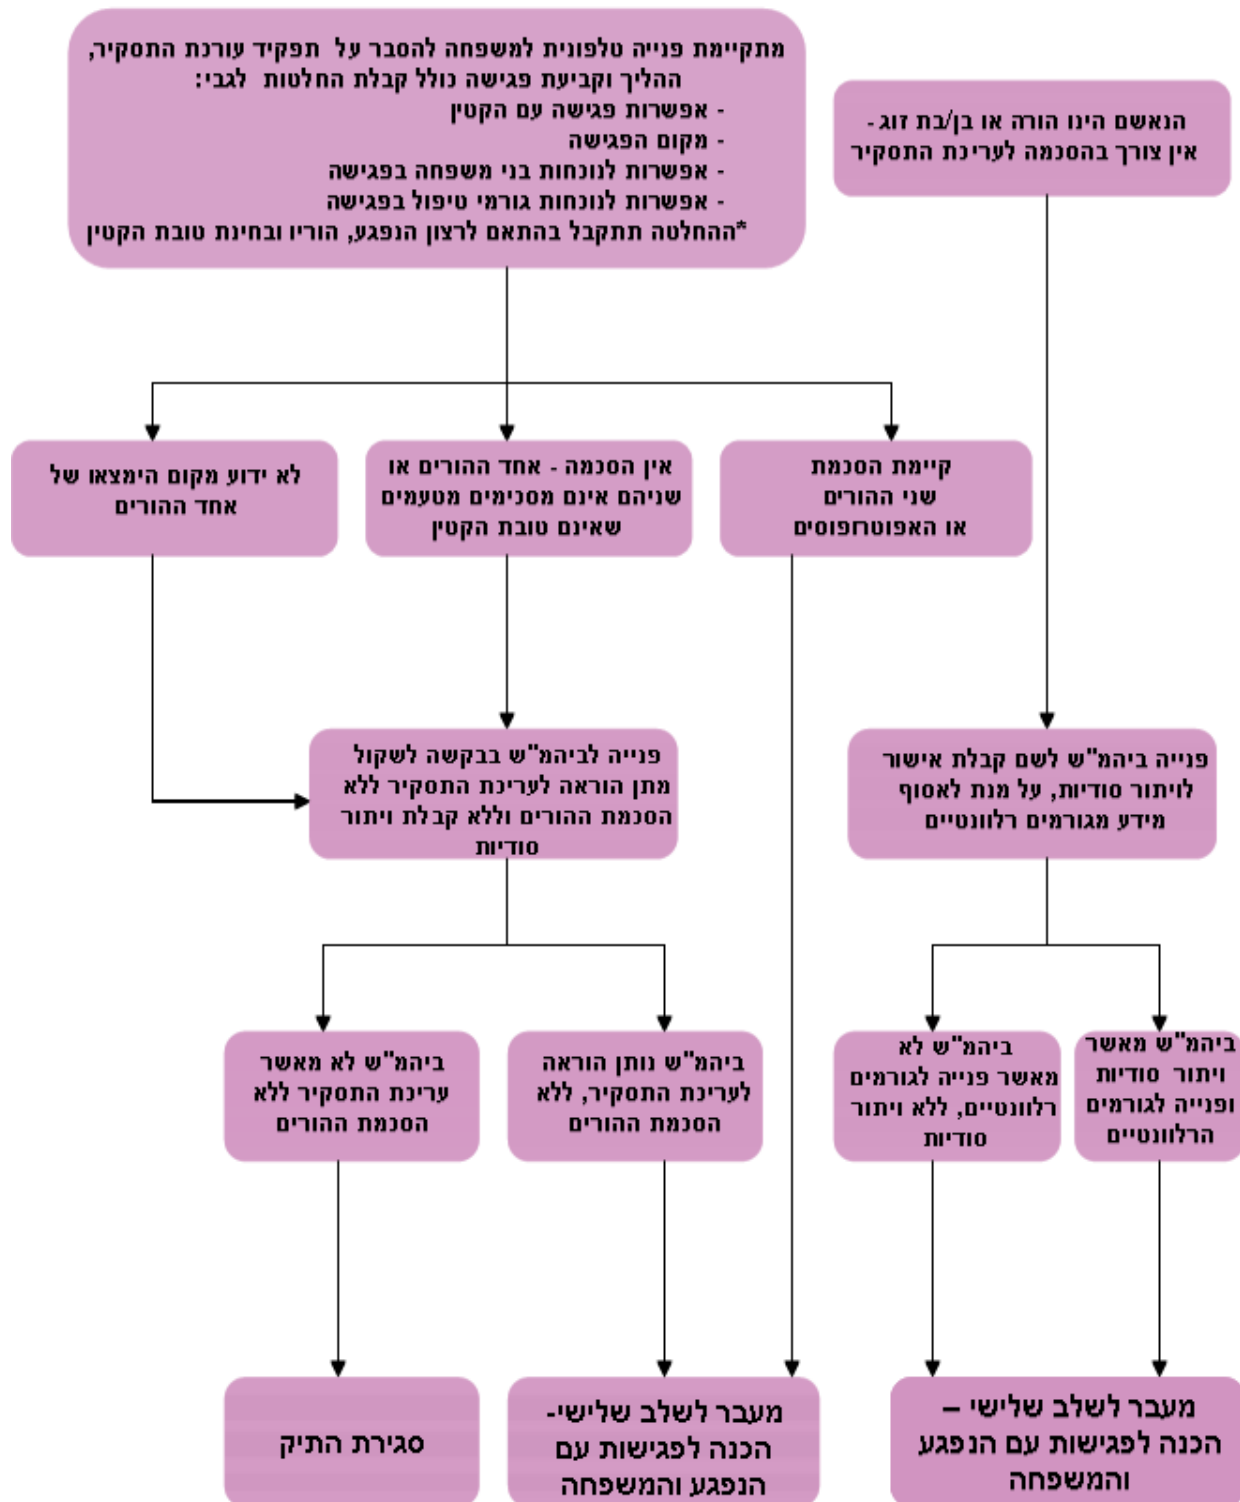 מתקיימת פנייה טלפונית למשפחה להסבר על תפקיד עורכת התסקיר,
ההליך וקביעת פגישה כולל קבלת החלטות לגבי:
- אפשרות פגישה עם הקטין
- מקום הפגישה
- אפשרות לנוכחות בני משפחה בפגישה
- אפשרות לנוכחות גורמי טיפול בפגישה
*ההחלטה תתקבל בהתאם לרצון הנפגע, הוריו ובחינת טובת הקטין
הנאשם הינו הורה או בן/בת זוג -
אין צורך בהסכמה לעריכת התסקיר
קיימת הסכמת
שני ההורים
או האפוטרופוסים
אין הסכמה - אחד ההורים או
שניהם אינם מסכימים מטעמים
שאינם טובת הקטין
לא ידוע מקום הימצאו של
אחד ההורים
פנייה ביהמ"ש לשם קבלת אישור
לויתור סודיות, על מנת לאסוף
מידע מגורמים רלוונטיים
פנייה לביהמ"ש בבקשה לשקול
מתן הוראה לעריכת התסקיר ללא
הסכמת ההורים וללא קבלת ויתור
סודיות
ביהמ"ש מאשר
ויתור סודיות
ופנייה לגורמים
הרלוונטיים
ביהמ"ש לא
מאשר פנייה לגורמים
רלוונטיים, ללא ויתור
סודיות
ביהמ"ש נותן הוראה
לעריכת התסקיר, ללא
הסכמת ההורים
ביהמ"ש לא מאשר
עריכת התסקיר ללא
הסכמת ההורים
מעבר לשלב שלישי –
הכנה לפגישות עם הנפגע
והמשפחה
מעבר לשלב שלישי-
הכנה לפגישות עם
הנפגע והמשפחה
סגירת התיק